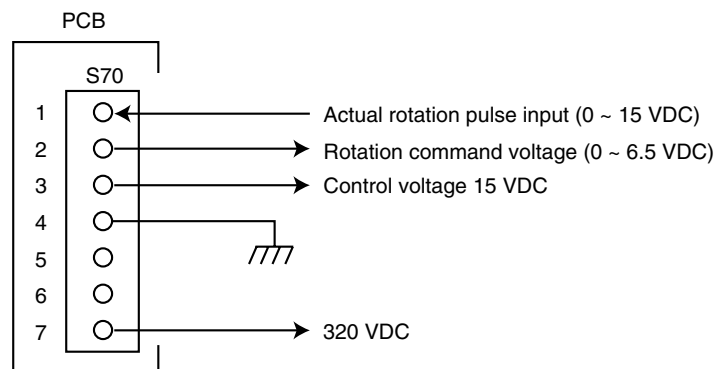 PCB
S70
1 Actual rotation pulse input (0 ~ 15 VDC)
2 Rotation command voltage (0 ~ 6.5 VDC)
3 Control voltage 15 VDC
4
5
6
7 320 VDC